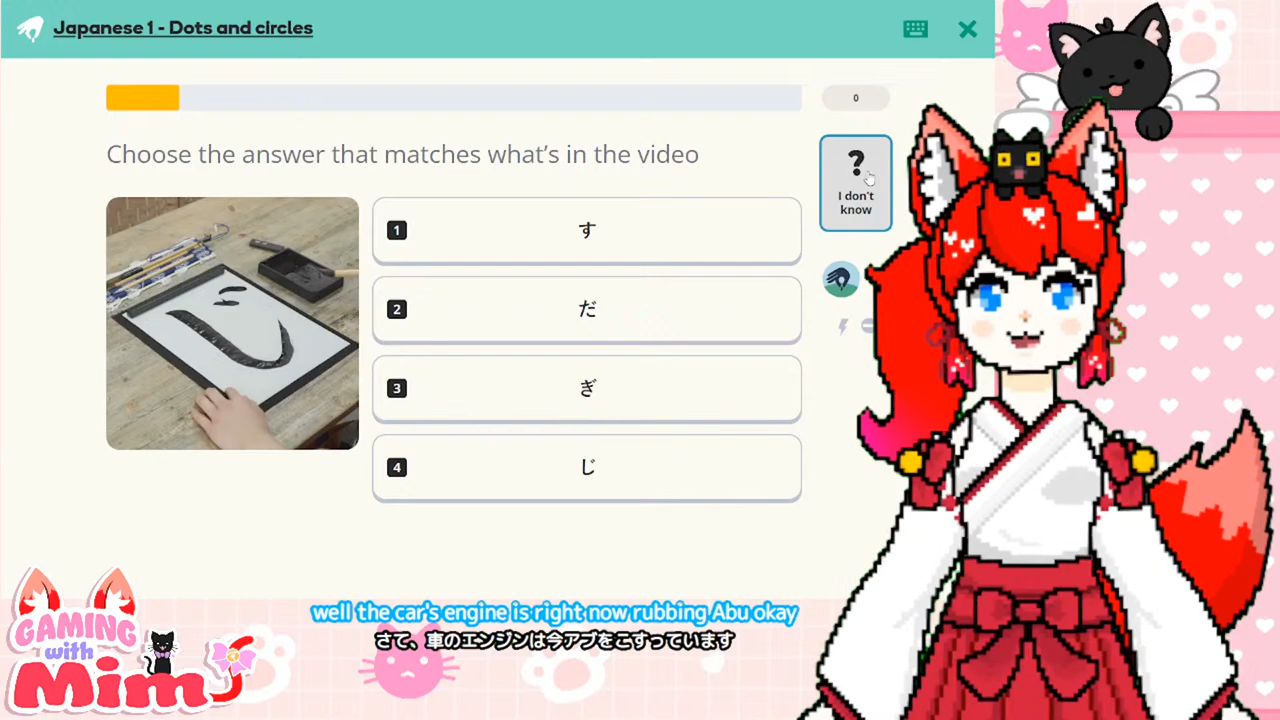 Japanese 1 - Dots and circles
0
Choose the answer that matches what's in the video
?
I don't
know
じ
1 す
2 だ
3 ぎ
4 じ
GAMING
with
Mim
well the car's engine is right now rubbing Abu okay
さて、車のエンジンは今アブをこすっています